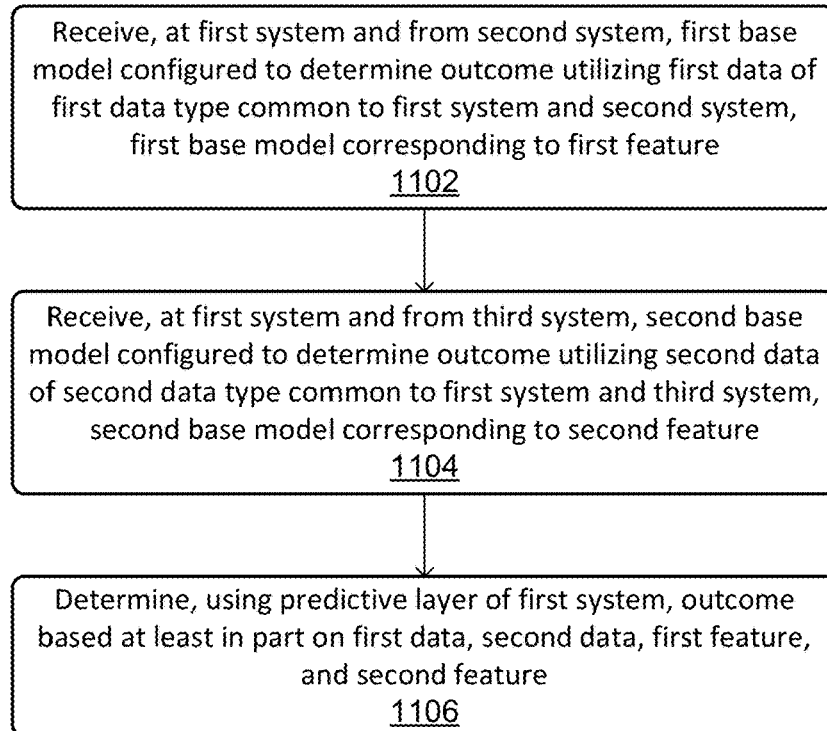 Receive, at first system and from second system, first base
model configured to determine outcome utilizing first data of
first data type common to first system and second system,
first base model corresponding to first feature
1102
Receive, at first system and from third system, second base
model configured to determine outcome utilizing second data
of second data type common to first system and third system,
second base model corresponding to second feature
1104
Determine, using predictive layer of first system, outcome
based at least in part on first data, second data, first feature,
and second feature
1106